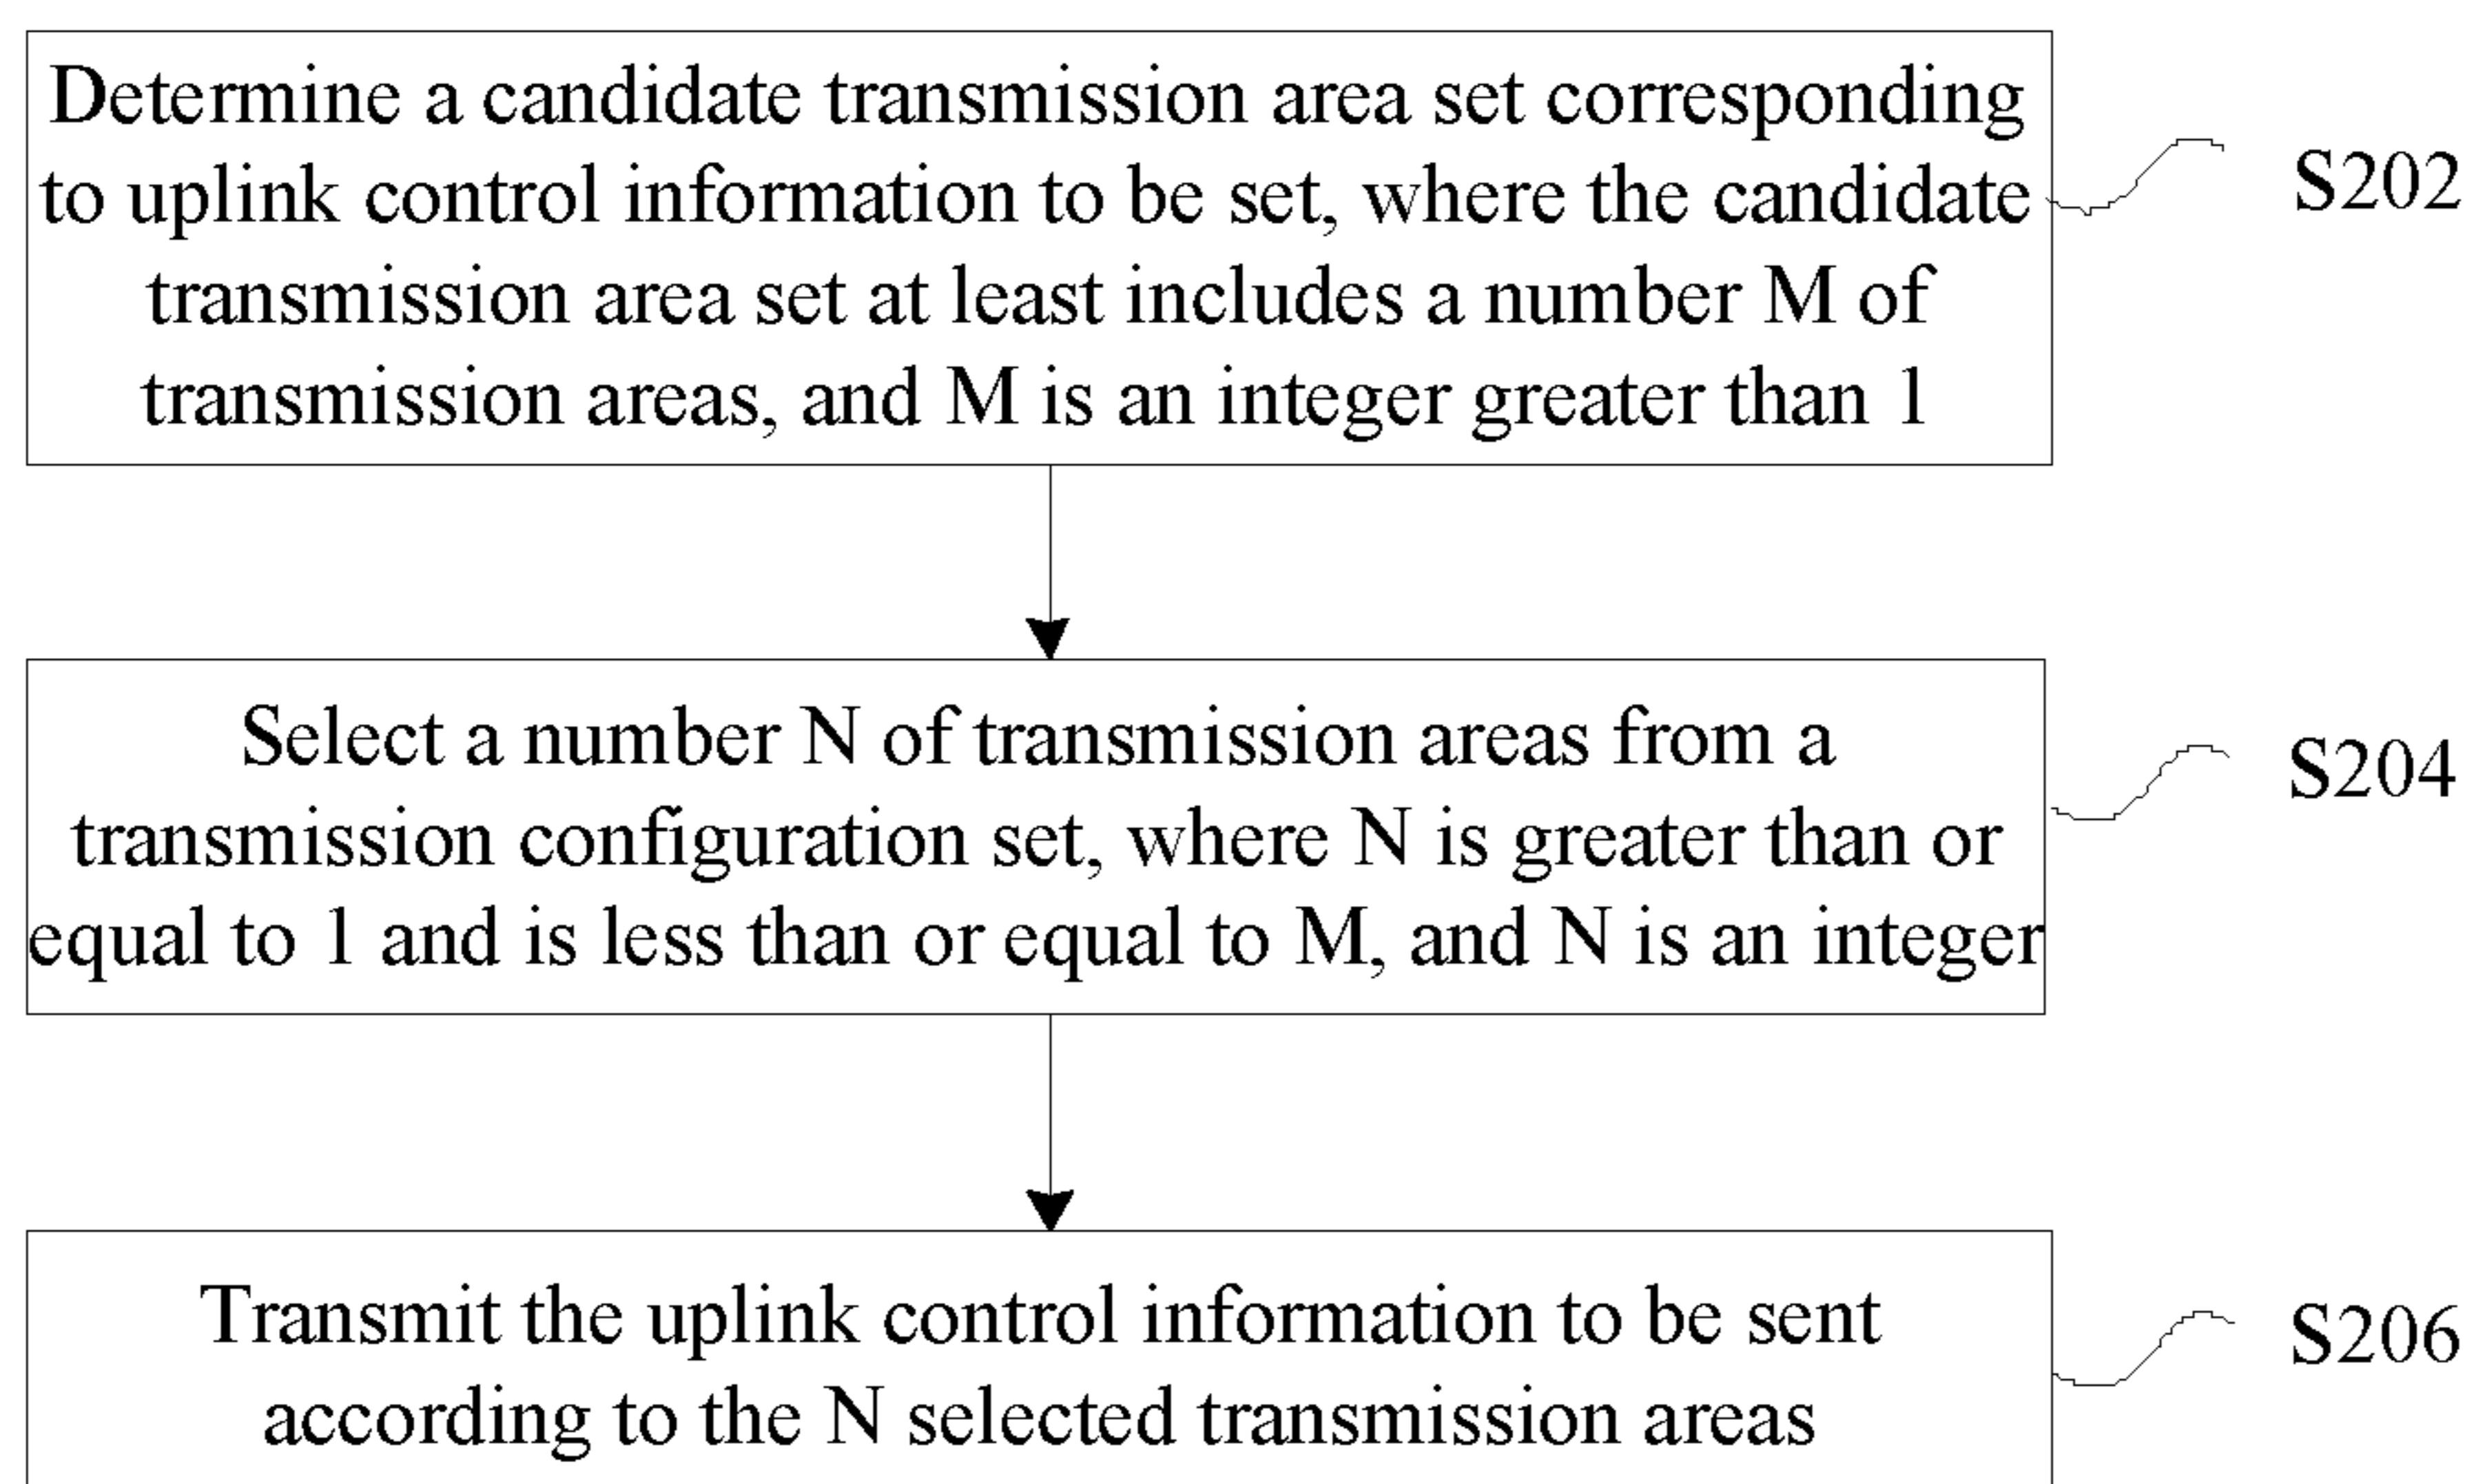 Determine a candidate transmission area set corresponding
to uplink control information to be set, where the candidate
transmission area set at least includes a number M of
transmission areas, and M is an integer greater than 1
S202
Select a number N of transmission areas from a
transmission configuration set, where N is greater than or
equal to 1 and is less than or equal to M, and N is an integer
S204
Transmit the uplink control information to be sent
according to the N selected transmission areas
S206